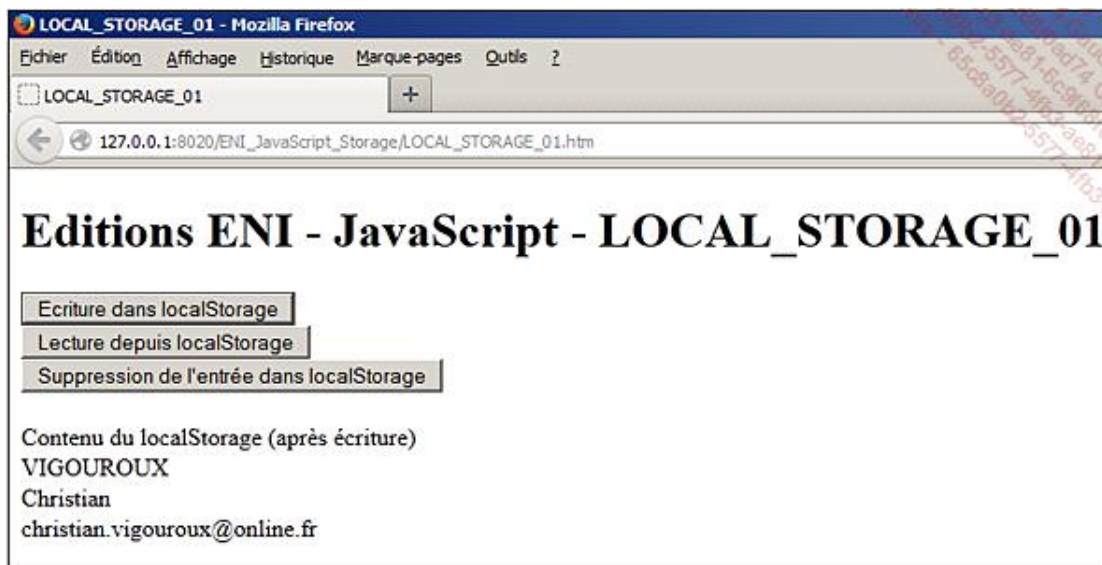 LOCAL_STORAGE_01 - Mozilla Firefox
Fichier Édition Affichage Historique Marque-pages Outils ?
LOCAL_STORAGE_01 +
127.0.0.1:8020/ENI_JavaScript_Storage/LOCAL_STORAGE_01.htm
Editions ENI - JavaScript - LOCAL_STORAGE_01
Ecriture dans localStorage
Lecture depuis localStorage
Suppression de l'entrée dans localStorage
Contenu du localStorage (après écriture)
VIGOUROUX
Christian
christian.vigouroux@online.fr